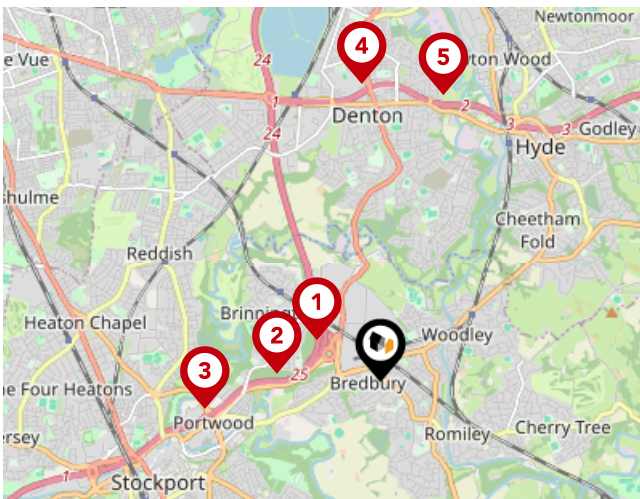 Newtonmoor
e Vue
24
4
5
ton Wood
1
2
Denton
3
3
Godley
24
Hyde
shulme
Cheetham
Fold
Reddish
1
Brinning
Heaton Chapel
2
Woodley
3
25
e Four Heatons
Bredbury
Portwood
ersey
Romiley
Cherry Tree
1
Stockport